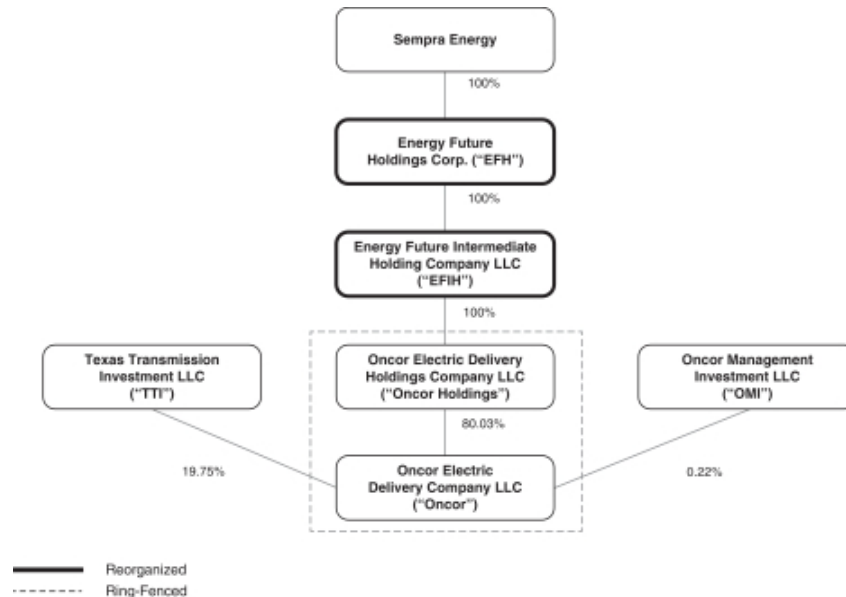 Sempra Energy
100%
Energy Future
Holdings Corp. (“EFH”)
100%
Energy Future Intermediate
Holding Company LLC
(“EFIH”)
100%
Texas Transmission
Investment LLC
(“TTI”)
Oncor Electric Delivery
Holdings Company LLC
(“Oncor Holdings”)
Oncor Management
Investment LLC
(“OMI”)
80.03%
19.75%
0.22%
Oncor Electric
Delivery Company LLC
(“Oncor”)
Reorganized
Ring-Fenced